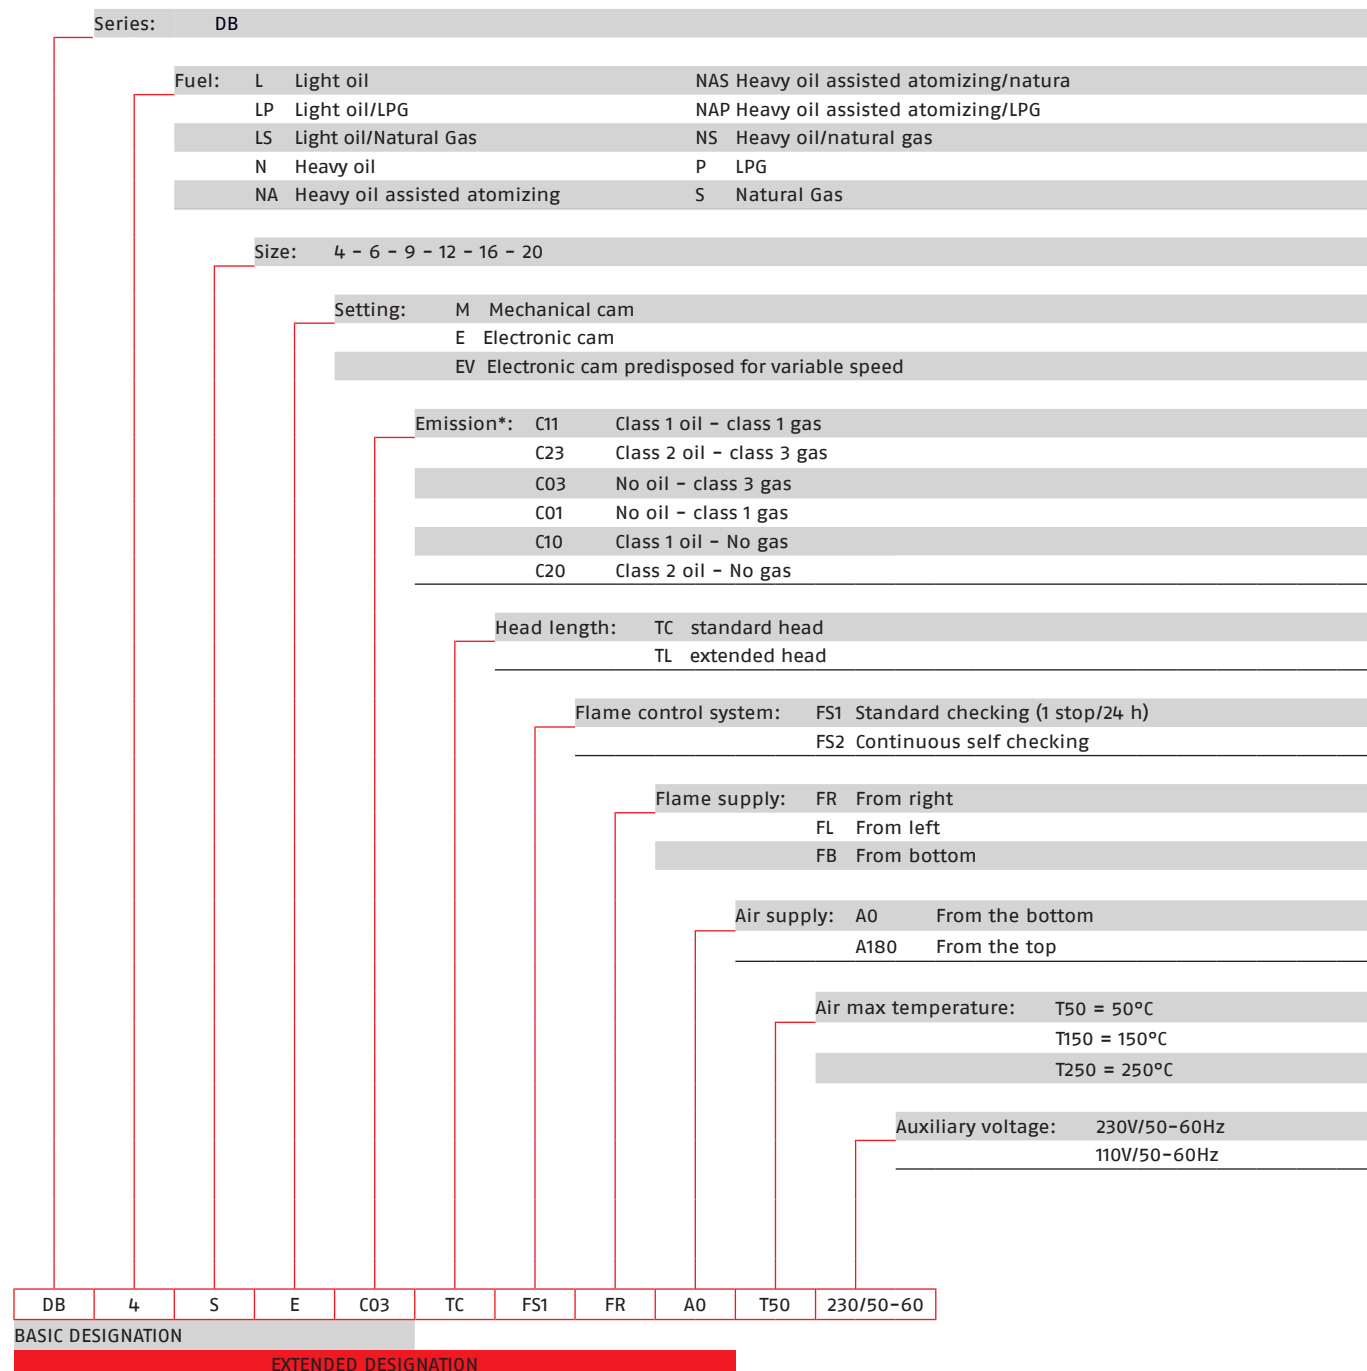 Series: DB
Fuel: L Light oil NAS Heavy oil assisted atomizing/natura
LP Light oil/LPG NAP Heavy oil assisted atomizing/LPG
LS Light oil/Natural Gas NS Heavy oil/natural gas
N Heavy oil P LPG
NA Heavy oil assisted atomizing S Natural Gas
Size: 4 - 6 - 9 - 12 - 16 - 20
Setting: M Mechanical cam
E Electronic cam
EV Electronic cam predisposed for variable speed
Emission*: C11 Class 1 oil - class 1 gas
C23 Class 2 oil - class 3 gas
C03 No oil - class 3 gas
C01 No oil - class 1 gas
C10 Class 1 oil - No gas
C20 Class 2 oil - No gas
Head length: TC standard head
TL extended head
Flame control system: FS1 Standard checking (1 stop/24 h)
FS2 Continuous self checking
Flame supply: FR From right
FL From left
FB From bottom
Air supply: A0 From the bottom
A180 From the top
Air max temperature: T50 = 50°C
T150 = 150°C
T250 = 250°C
Auxiliary voltage: 230V/50-60Hz
110V/50-60Hz
DB 4 S E C03 TC FS1 FR A0 T50 230/50-60
BASIC DESIGNATION
EXTENDED DESIGNATION